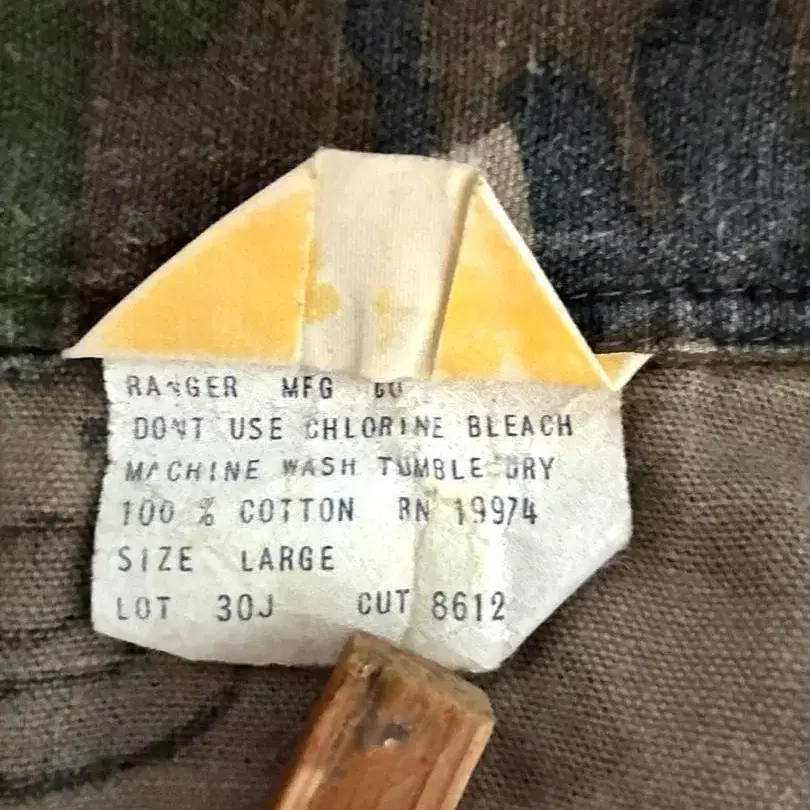 RANGER MFG CO
DONT USE CHLORINE BLEACH
MACHINE WASH TUMBLE DRY
100 % COTTON RN 19974
SIZE LARGE
LOT 30J CUT 8612